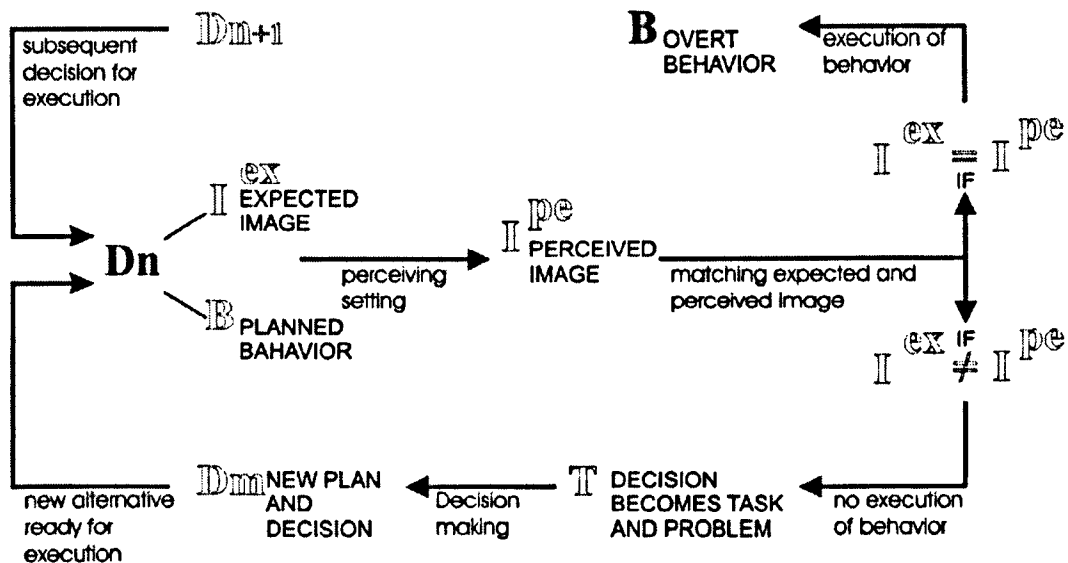 subsequent
decision for
execution
Dn+1
B OVERT
BEHAVIOR
execution of
behavior
I ex = I pe
IF
I ex EXPECTED
IMAGE
Dn
B PLANNED
BAHAVIOR
perceiving
setting
I pe PERCEIVED
IMAGE
matching expected and
perceived image
IF
I ex ≠ I pe
new alternative
ready for
execution
Dm NEW PLAN
AND
DECISION
Decision
making
T DECISION
BECOMES TASK
AND PROBLEM
no execution
of behavior